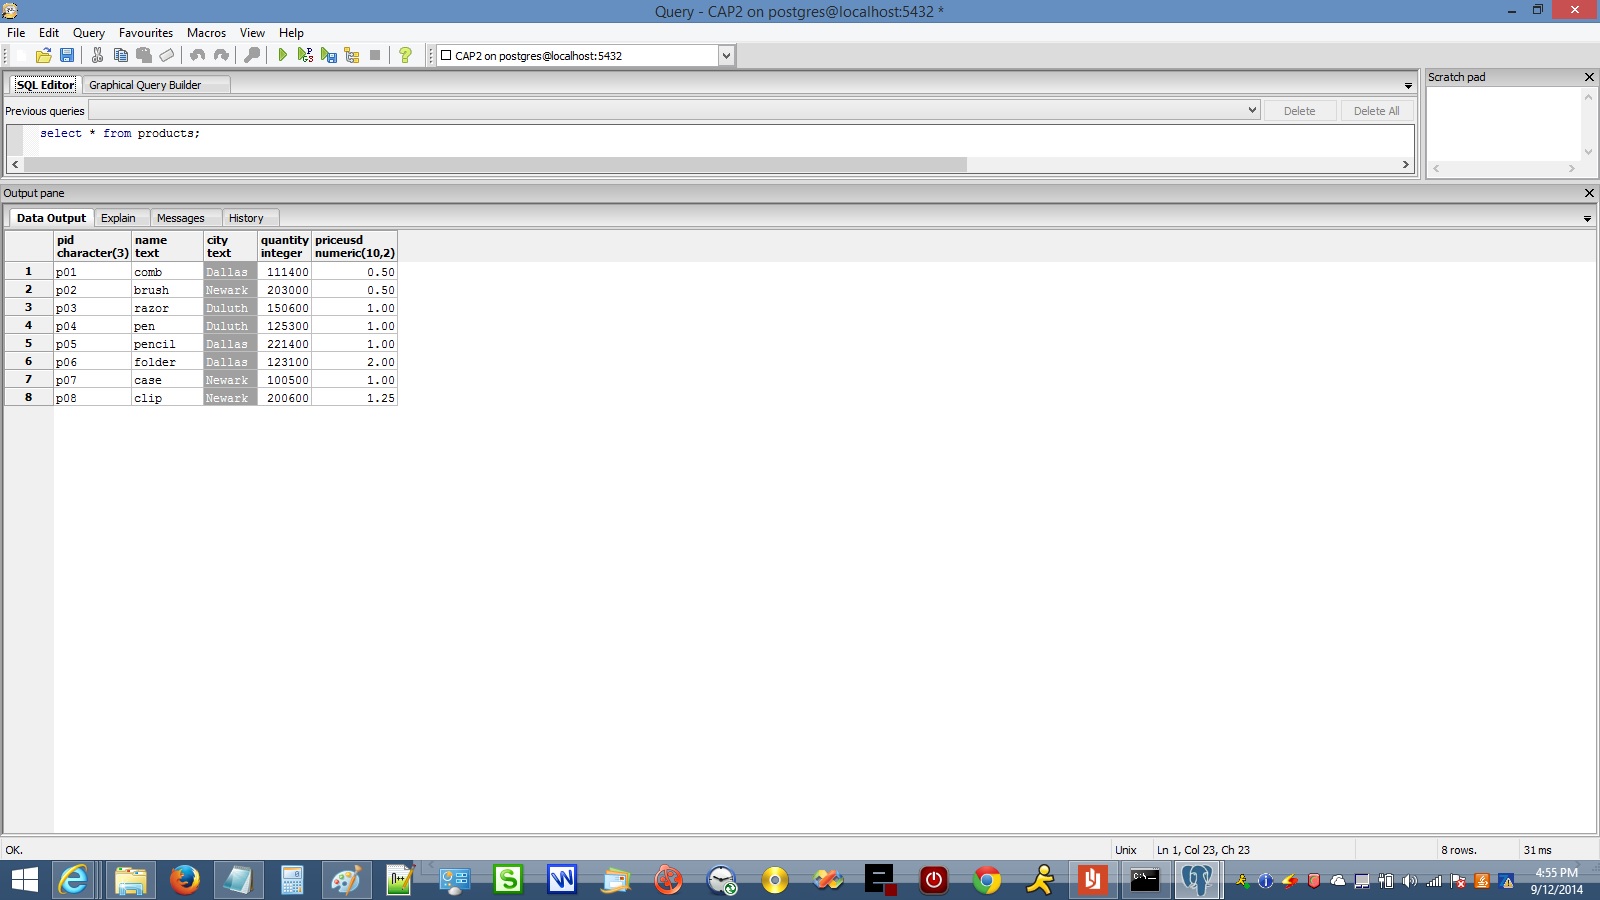 Query - CAP2 on postgres@localhost:5432 *
File Edit Query Favourites Macros View Help
CAP2 on postgres@localhost:5432
SQL Editor Graphical Query Builder
Scratch pad
Previous queries Delete Delete All
select * from products;
Output pane
Data Output Explain Messages History
pid name city quantity priceusd
character(3) text text integer numeric(10,2)
1 p01 comb Dallas 111400 0.50
2 p02 brush Newark 203000 0.50
3 p03 razor Duluth 150600 1.00
4 p04 pen Duluth 125300 1.00
5 p05 pencil Dallas 221400 1.00
6 p06 folder Dallas 123100 2.00
7 p07 case Newark 100500 1.00
8 p08 clip Newark 200600 1.25
OK. Unix Ln 1, Col 23, Ch 23 8 rows. 31 ms
4:55 PM
9/12/2014